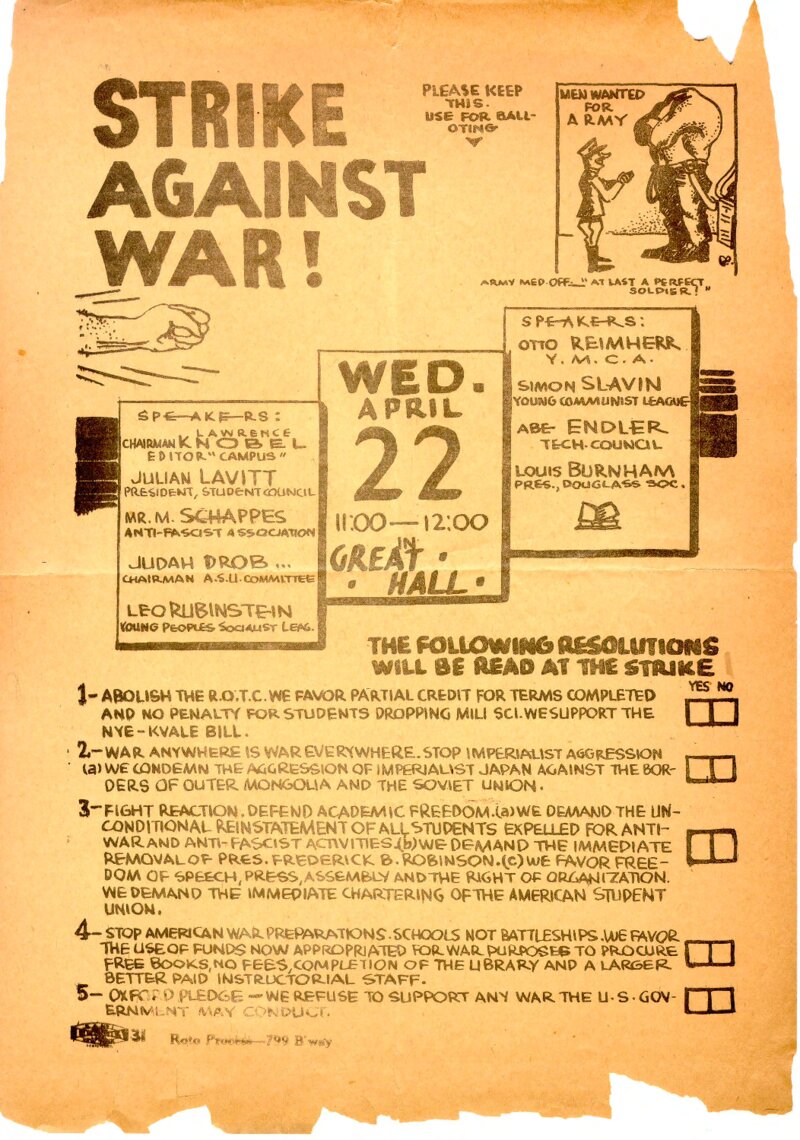 STRIKE
AGAINST
WAR!
PLEASE KEEP
THIS.
USE FOR BALL-
OTING
MEN WANTED
FOR
ARMY
ARMY MED. OFF.—"AT LAST A PERFECT
SOLDIER!"
SPEAKERS:
LAWRENCE
CHAIRMAN KNOBEL
EDITOR "CAMPUS"
JULIAN LAVITT
PRESIDENT, STUDENT COUNCIL
MR. M. SCHAPPES
ANTI-FASCIST ASSOCIATION
JUDAH DROB...
CHAIRMAN A.S.U. COMMITTEE
LEO RUBINSTEIN
YOUNG PEOPLES SOCIALIST LEAG.
WED.
APRIL
22
11:00—12:00
IN
GREAT
HALL.
SPEAKERS:
OTTO REIMHERR
Y. M. C. A.
SIMON SLAVIN
YOUNG COMMUNIST LEAGUE
ABE ENDLER
TECH. COUNCIL
LOUIS BURNHAM
PRES., DOUGLASS SOC.
THE FOLLOWING RESOLUTIONS
WILL BE READ AT THE STRIKE
YES NO
1- ABOLISH THE R.O.T.C. WE FAVOR PARTIAL CREDIT FOR TERMS COMPLETED
AND NO PENALTY FOR STUDENTS DROPPING MILI SCI. WE SUPPORT THE
NYE-KVALE BILL.
2- WAR ANYWHERE IS WAR EVERYWHERE. STOP IMPERIALIST AGGRESSION
(a) WE CONDEMN THE AGGRESSION OF IMPERIALIST JAPAN AGAINST THE BOR-
DERS OF OUTER MONGOLIA AND THE SOVIET UNION.
3- FIGHT REACTION. DEFEND ACADEMIC FREEDOM. (a) WE DEMAND THE UN-
CONDITIONAL REINSTATEMENT OF ALL STUDENTS EXPELLED FOR ANTI-
WAR AND ANTI-FASCIST ACTIVITIES. (b) WE DEMAND THE IMMEDIATE
REMOVAL OF PRES. FREDERICK B. ROBINSON. (c) WE FAVOR FREE-
DOM OF SPEECH, PRESS, ASSEMBLY AND THE RIGHT OF ORGANIZATION.
WE DEMAND THE IMMEDIATE CHARTERING OF THE AMERICAN STUDENT
UNION.
4- STOP AMERICAN WAR PREPARATIONS. SCHOOLS NOT BATTLESHIPS. WE FAVOR
THE USE OF FUNDS NOW APPROPRIATED FOR WAR PURPOSES TO PROCURE
FREE BOOKS, NO FEES, COMPLETION OF THE LIBRARY AND A LARGER
BETTER PAID INSTRUCTORIAL STAFF.
5- OXFORD PLEDGE — WE REFUSE TO SUPPORT ANY WAR THE U.S. GOV-
ERNMENT MAY CONDUCT.
31 Roto Process—799 B'way